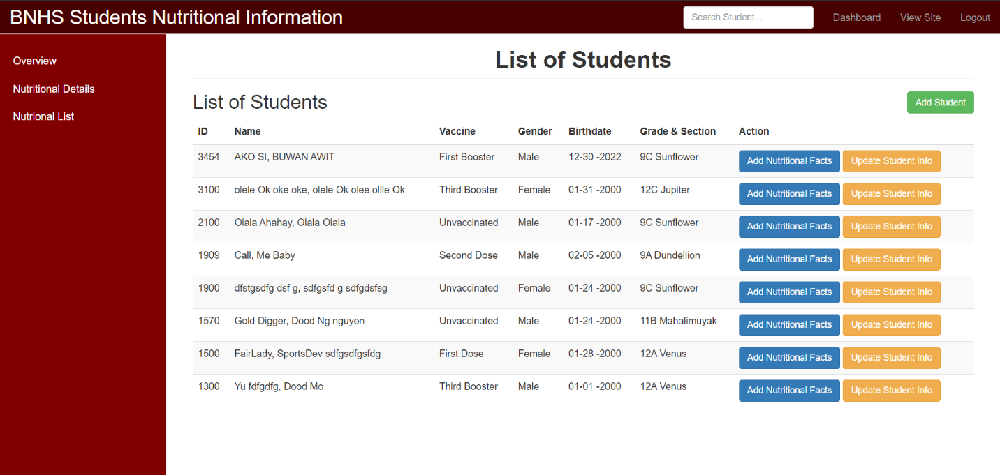 BNHS Students Nutritional Information Search Student... Dashboard View Site Logout
Overview
Nutritional Details
Nutrional List
List of Students
List of Students Add Student
ID Name Vaccine Gender Birthdate Grade & Section Action
3454 AKO SI, BUWAN AWIT First Booster Male 12-30 -2022 9C Sunflower Add Nutritional Facts Update Student Info
3100 olele Ok oke oke, olele Ok olee ollle Ok Third Booster Female 01-31 -2000 12C Jupiter Add Nutritional Facts Update Student Info
2100 Olala Ahahay, Olala Olala Unvaccinated Male 01-17 -2000 9C Sunflower Add Nutritional Facts Update Student Info
1909 Call, Me Baby Second Dose Male 02-05 -2000 9A Dundellion Add Nutritional Facts Update Student Info
1900 dfstgsdfg dsf g, sdfgsfd g sdfgdsfsg Unvaccinated Female 01-24 -2000 9C Sunflower Add Nutritional Facts Update Student Info
1570 Gold Digger, Dood Ng nguyen Unvaccinated Male 01-24 -2000 11B Mahalimuyak Add Nutritional Facts Update Student Info
1500 FairLady, SportsDev sdfgsdfgsfdg First Dose Female 01-28 -2000 12A Venus Add Nutritional Facts Update Student Info
1300 Yu fdfgdfg, Dood Mo Third Booster Male 01-01 -2000 12A Venus Add Nutritional Facts Update Student Info